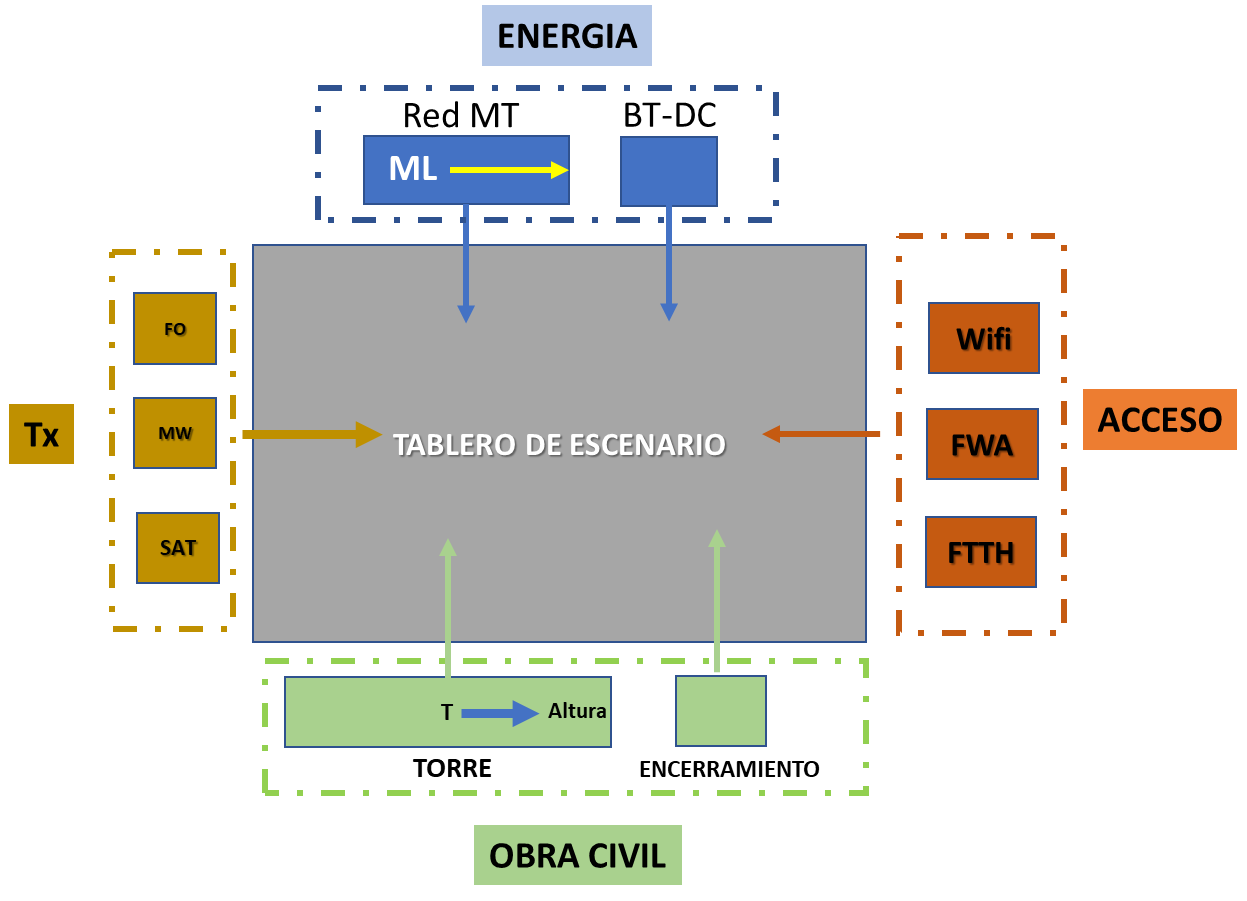 ENERGIA
Red MT
BT-DC
ML
FO
MW
SAT
Tx
TABLERO DE ESCENARIO
Wifi
FWA
FTTH
ACCESO
T
Altura
TORRE
ENCERRAMIENTO
OBRA CIVIL